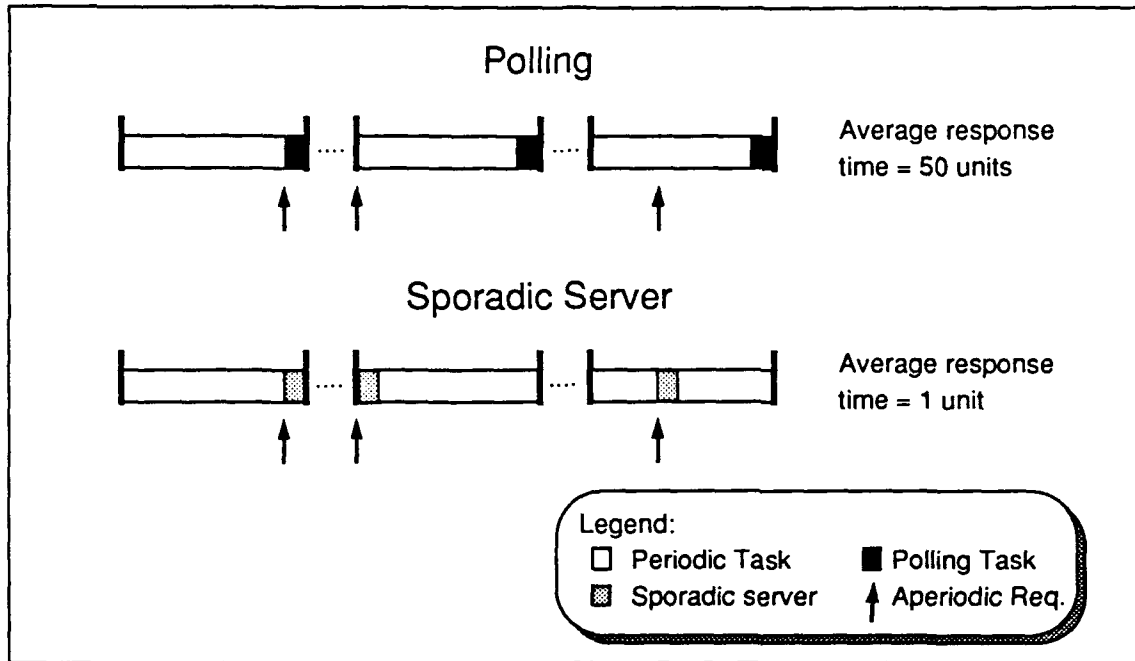 Polling
Average response
time = 50 units
Sporadic Server
Average response
time = 1 unit
Legend:
Periodic Task
Polling Task
Sporadic server
Aperiodic Req.